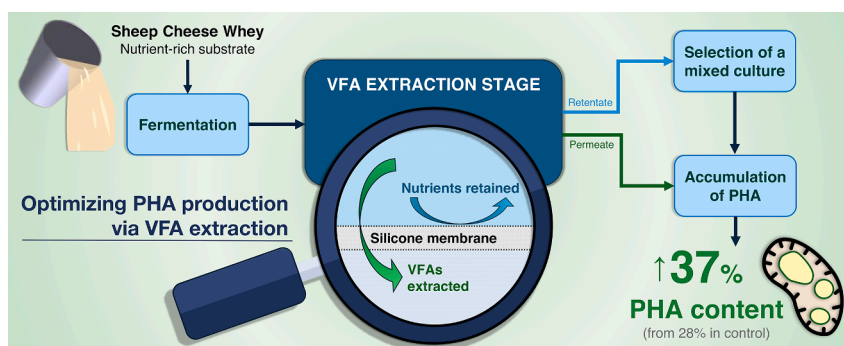 Sheep Cheese Whey
Nutrient-rich substrate
Fermentation
VFA EXTRACTION STAGE
Retentate
Permeate
Selection of a
mixed culture
Accumulation
of PHA
Optimizing PHA production
via VFA extraction
Nutrients retained
Silicone membrane
VFAs
extracted
↑37%
PHA content
(from 28% in control)